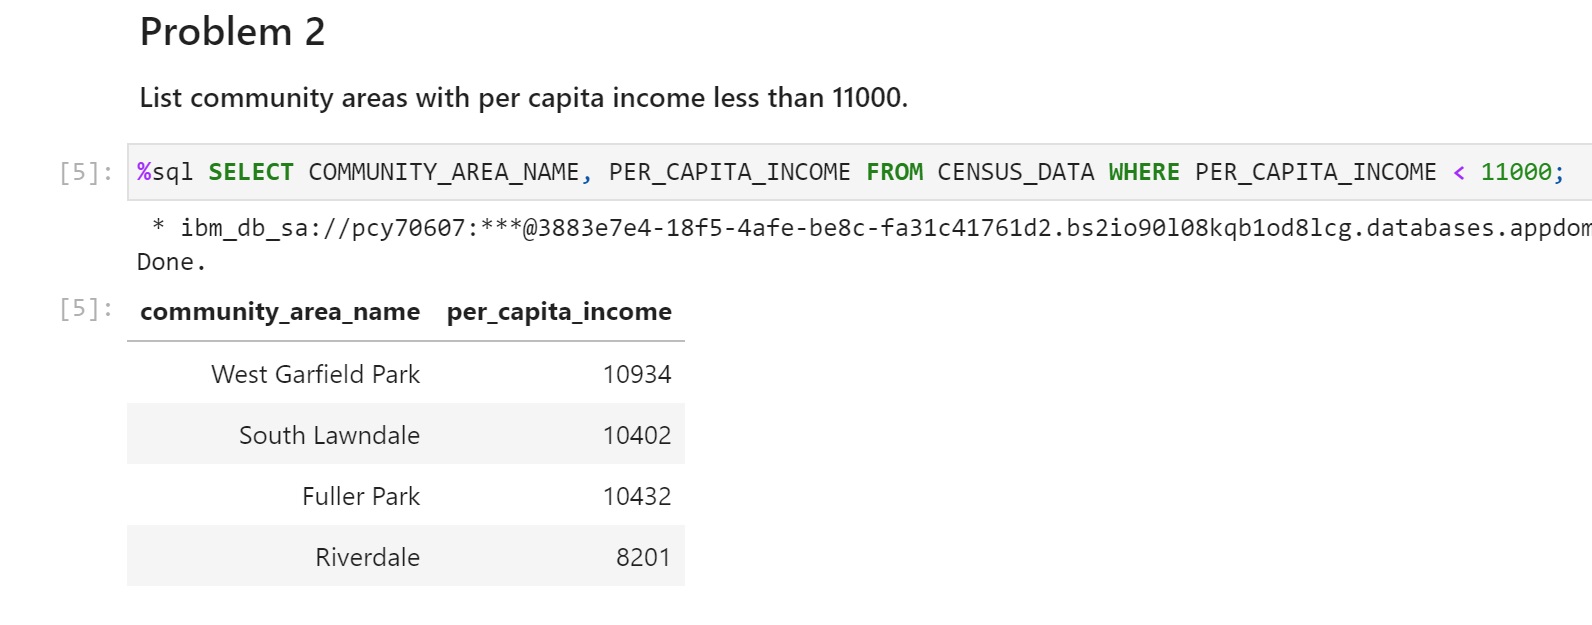 Problem 2
List community areas with per capita income less than 11000.
[5]: %sql SELECT COMMUNITY_AREA_NAME, PER_CAPITA_INCOME FROM CENSUS_DATA WHERE PER_CAPITA_INCOME < 11000;
* ibm_db_sa://pcy70607:***@3883e7e4-18f5-4afe-be8c-fa31c41761d2.bs2io90l08kqb1od8lcg.databases.appdom
Done.
[5]: community_area_name per_capita_income
West Garfield Park 10934
South Lawndale 10402
Fuller Park 10432
Riverdale 8201